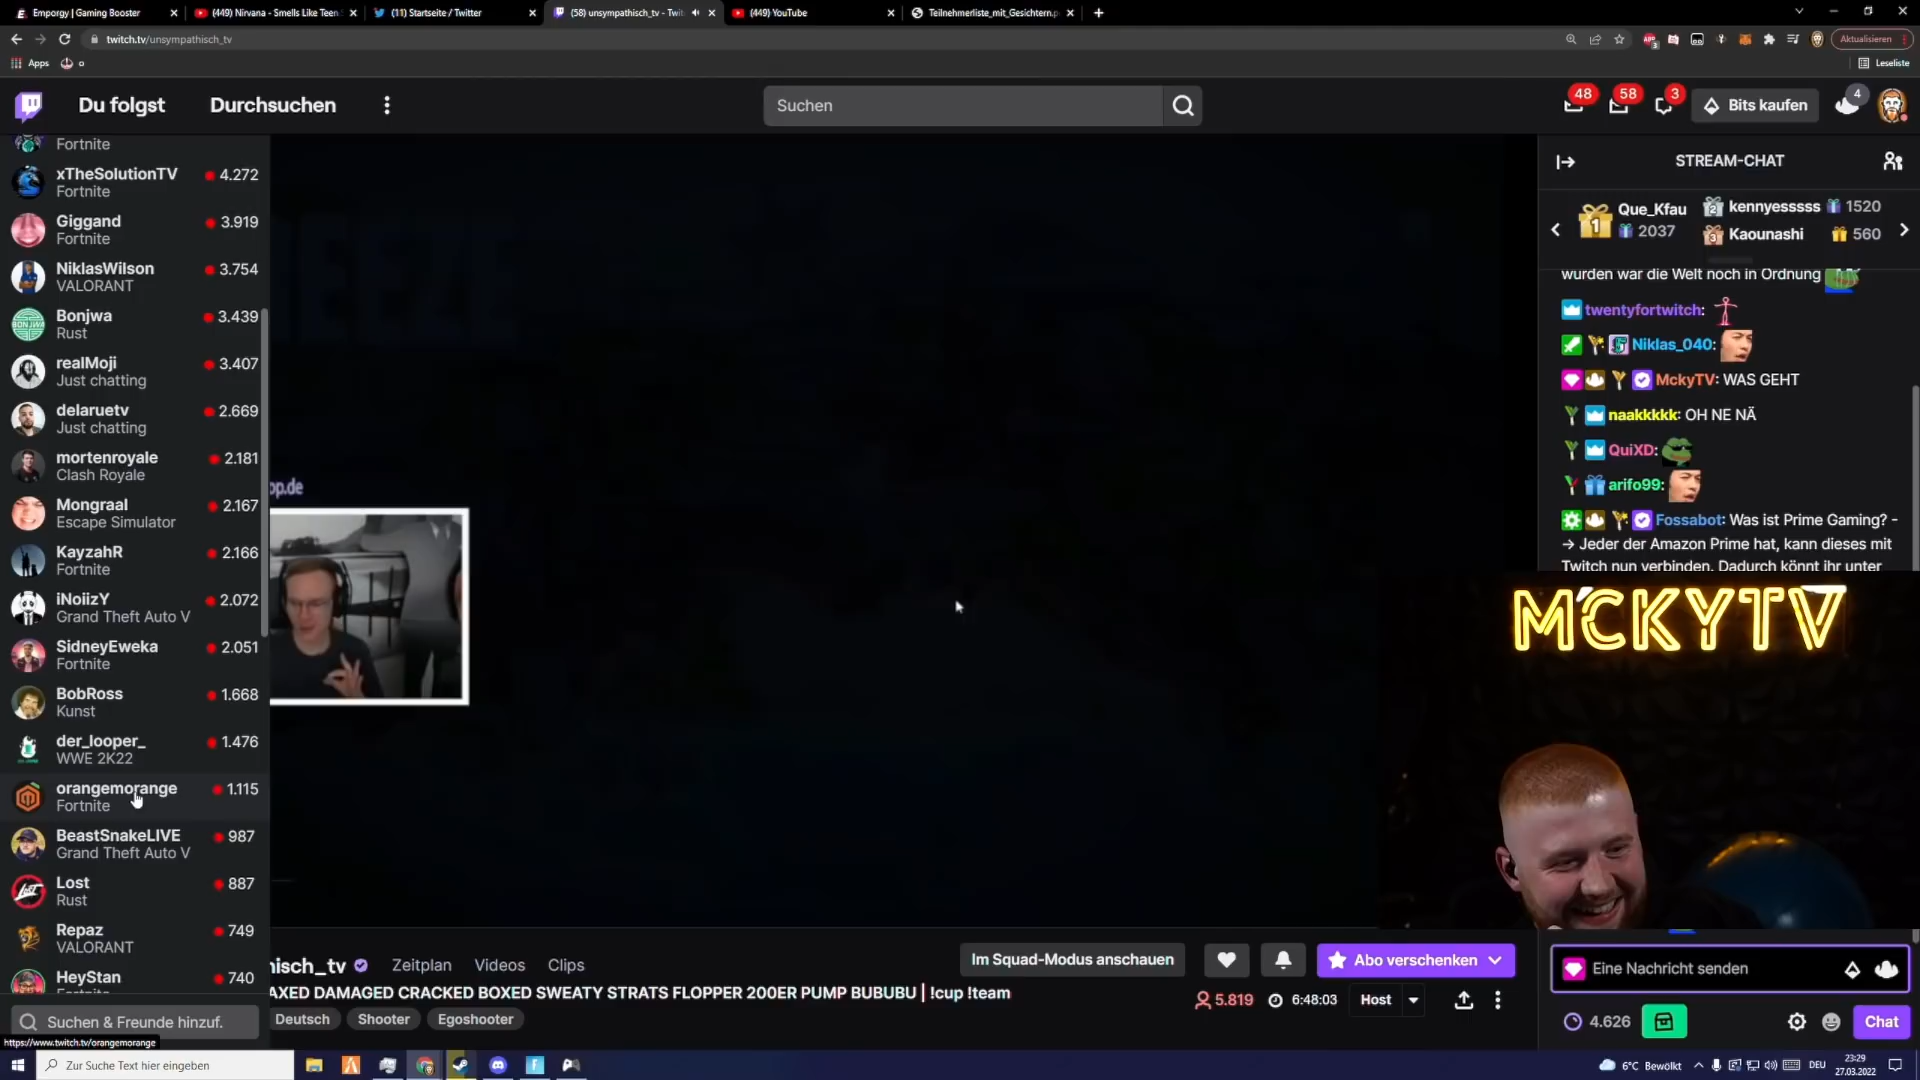 Emporgy | Gaming Booster
(449) Nirvana - Smells Like Teen S
(11) Startseite / Twitter
(58) unsympathisch_tv - Twit
(449) YouTube
Teilnehmerliste_mit_Gesichtern.p
twitch.tv/unsympathisch_tv
Aktualisieren
Apps
o
Leseliste
Du folgst
Durchsuchen
Suchen
48
58
3
Bits kaufen
4
Fortnite
xTheSolutionTV
4.272
Fortnite
Giggand
3.919
Fortnite
NiklasWilson
3.754
VALORANT
Bonjwa
3.439
Rust
realMoji
3.407
Just chatting
delaruetv
2.669
Just chatting
mortenroyale
2.181
Clash Royale
Mongraal
2.167
Escape Simulator
KayzahR
2.166
Fortnite
iNoiizY
2.072
Grand Theft Auto V
SidneyEweka
2.051
Fortnite
BobRoss
1.668
Kunst
der_looper_
1.476
WWE 2K22
orangemorange
1.115
Fortnite
BeastSnakeLIVE
987
Grand Theft Auto V
Lost
887
Rust
Repaz
749
VALORANT
HeyStan
740
Suchen & Freunde hinzuf.
https://www.twitch.tv/orangemorange
op.de
STREAM-CHAT
1
Que_Kfau
2037
2
kennyesssss
1520
3
Kaounashi
560
wurden war die Welt noch in Ordnung
twentyfortwitch:
Niklas_040:
MckyTV: WAS GEHT
naakkkkk: OH NE NÄ
QuiXD:
arifo99:
Fossabot: Was ist Prime Gaming? -
→ Jeder der Amazon Prime hat, kann dieses mit
Twitch nun verbinden. Dadurch könnt ihr unter
MCKYTV
isch_tv
Zeitplan
Videos
Clips
Im Squad-Modus anschauen
Abo verschenken
AXED DAMAGED CRACKED BOXED SWEATY STRATS FLOPPER 200ER PUMP BUBUBU | !cup !team
Deutsch
Shooter
Egoshooter
5.819
6:48:03
Host
Eine Nachricht senden
4.626
Chat
Zur Suche Text hier eingeben
6°C Bewölkt
DEU
23:29
27.03.2022